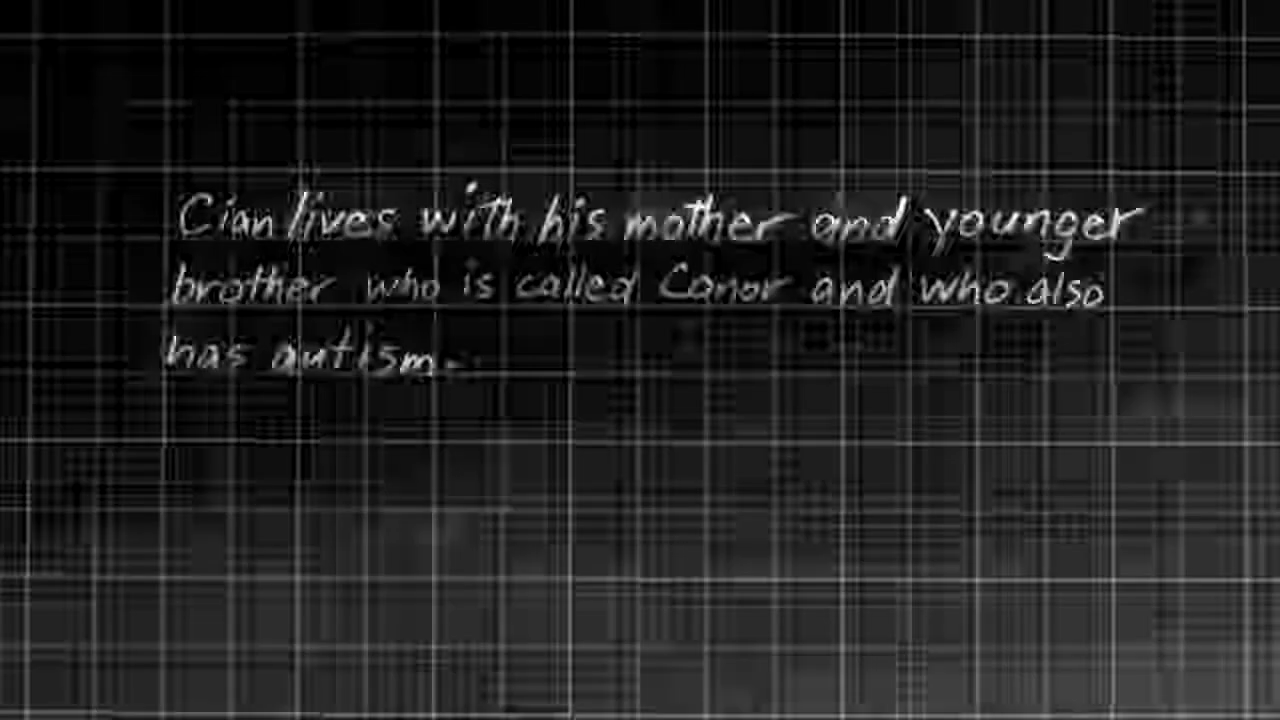 Cian lives with his mother and younger
brother who is called Conor and who also
has autism.